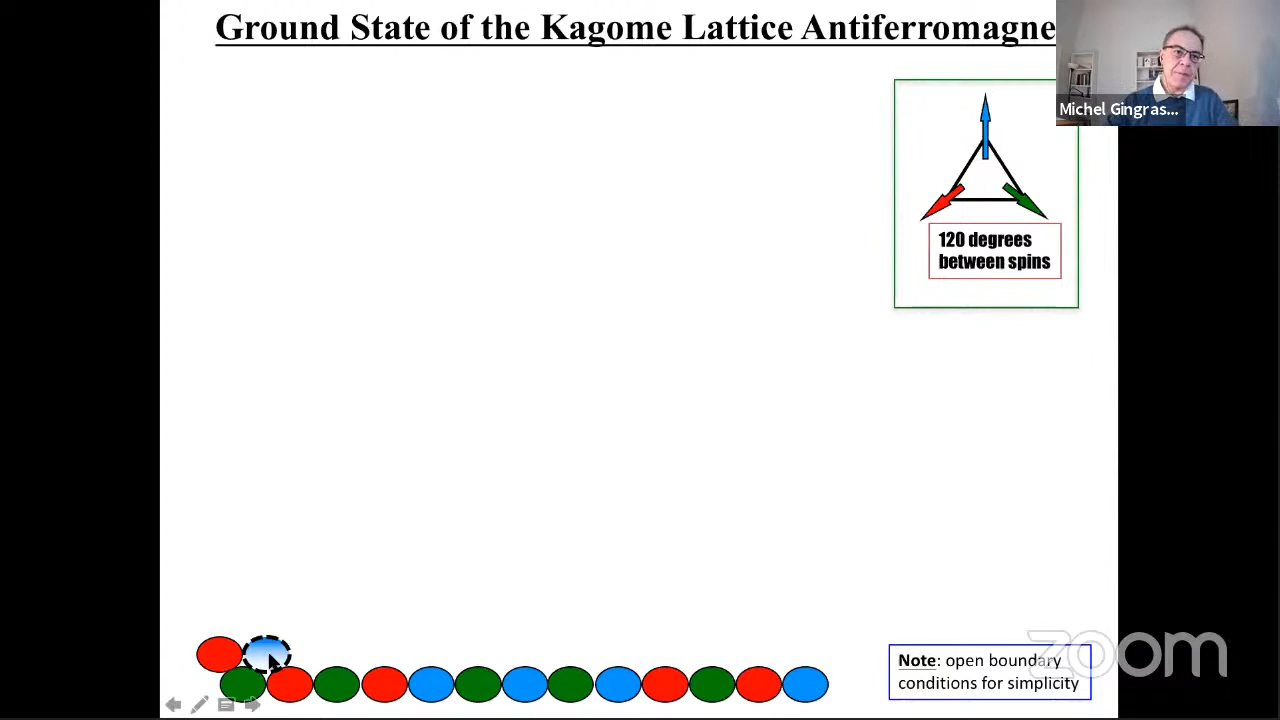 Ground State of the Kagome Lattice Antiferromagne
Michel Gingras...
120 degrees
between spins
Note: open boundary
conditions for simplicity
zoom